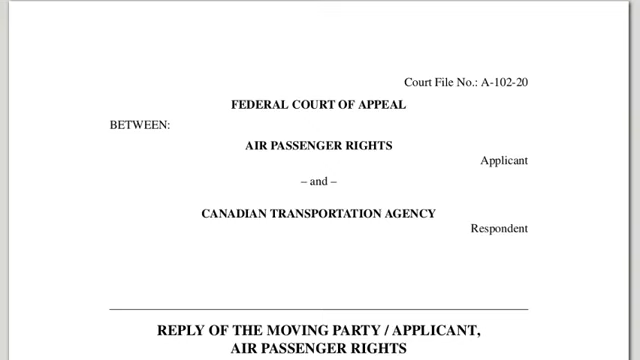 Court File No.: A-102-20
FEDERAL COURT OF APPEAL
BETWEEN:
AIR PASSENGER RIGHTS
Applicant
– and –
CANADIAN TRANSPORTATION AGENCY
Respondent
REPLY OF THE MOVING PARTY / APPLICANT,
AIR PASSENGER RIGHTS